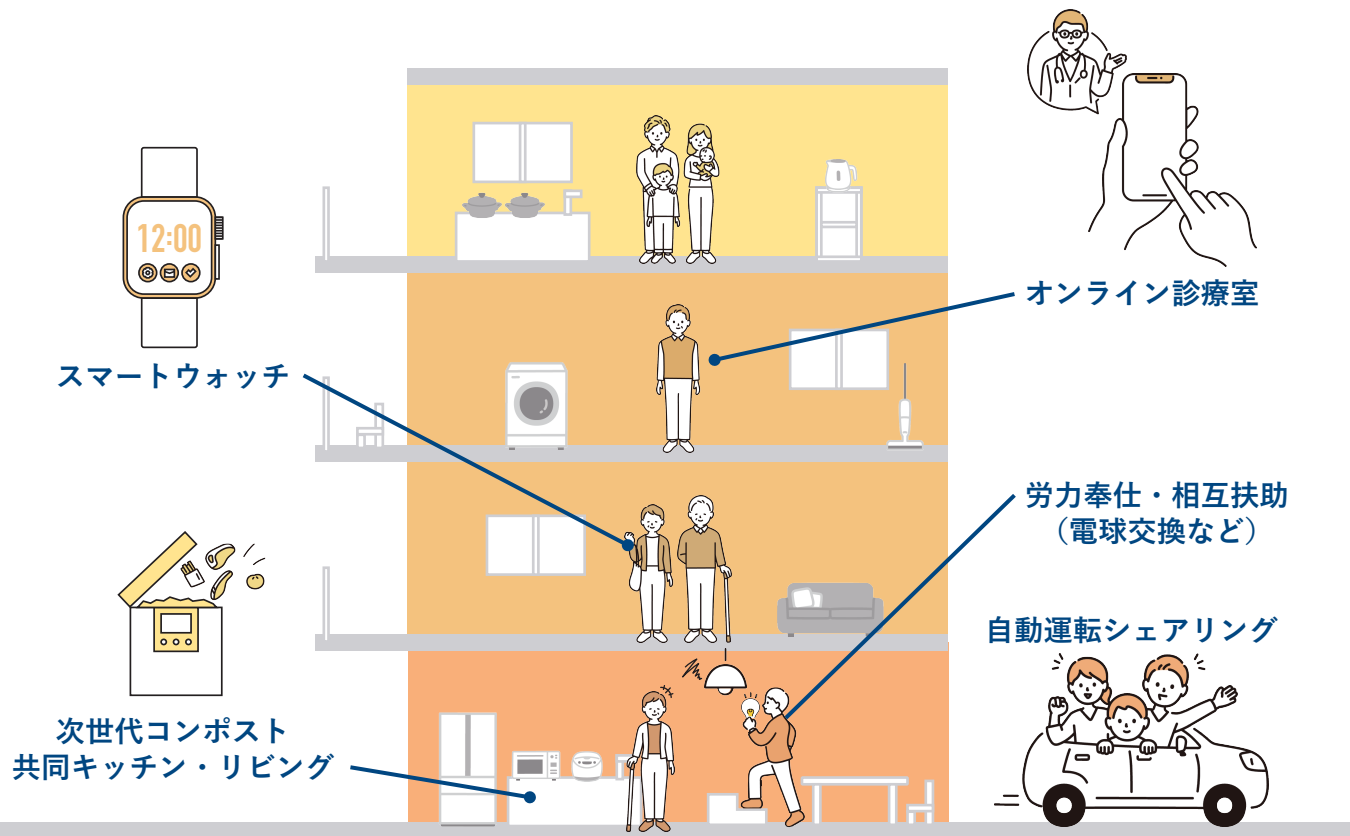 12:00
スマートウォッチ
オンライン診療室
労力奉仕・相互扶助
（電球交換など）
自動運転シェアリング
次世代コンポスト
共同キッチン・リビング